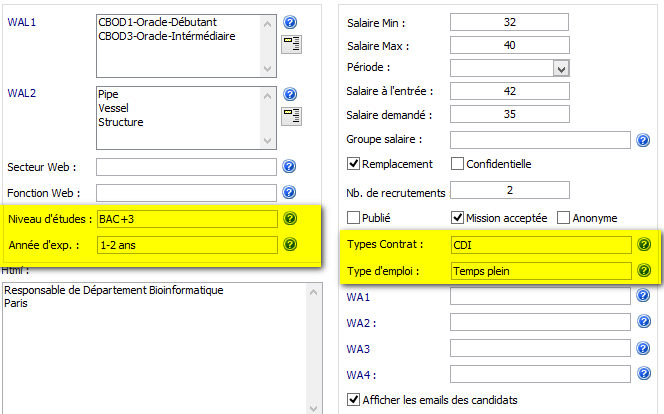 WAL1
CBOD1-Oracle-Débutant
CBOD3-Oracle-Intérmédiaire
WAL2
Pipe
Vessel
Structure
Secteur Web :
Fonction Web :
Niveau d'études : BAC+3
Année d'exp. : 1-2 ans
Html :
Responsable de Département Bioinformatique
Paris
Salaire Min : 32
Salaire Max : 40
Période :
Salaire à l'entrée : 42
Salaire demandé : 35
Groupe salaire :
Remplacement Confidentielle
Nb. de recrutements : 2
Publié Mission acceptée Anonyme
Types Contrat : CDI
Type d'emploi : Temps plein
WA1
WA2 :
WA3
WA4 :
Afficher les emails des candidats